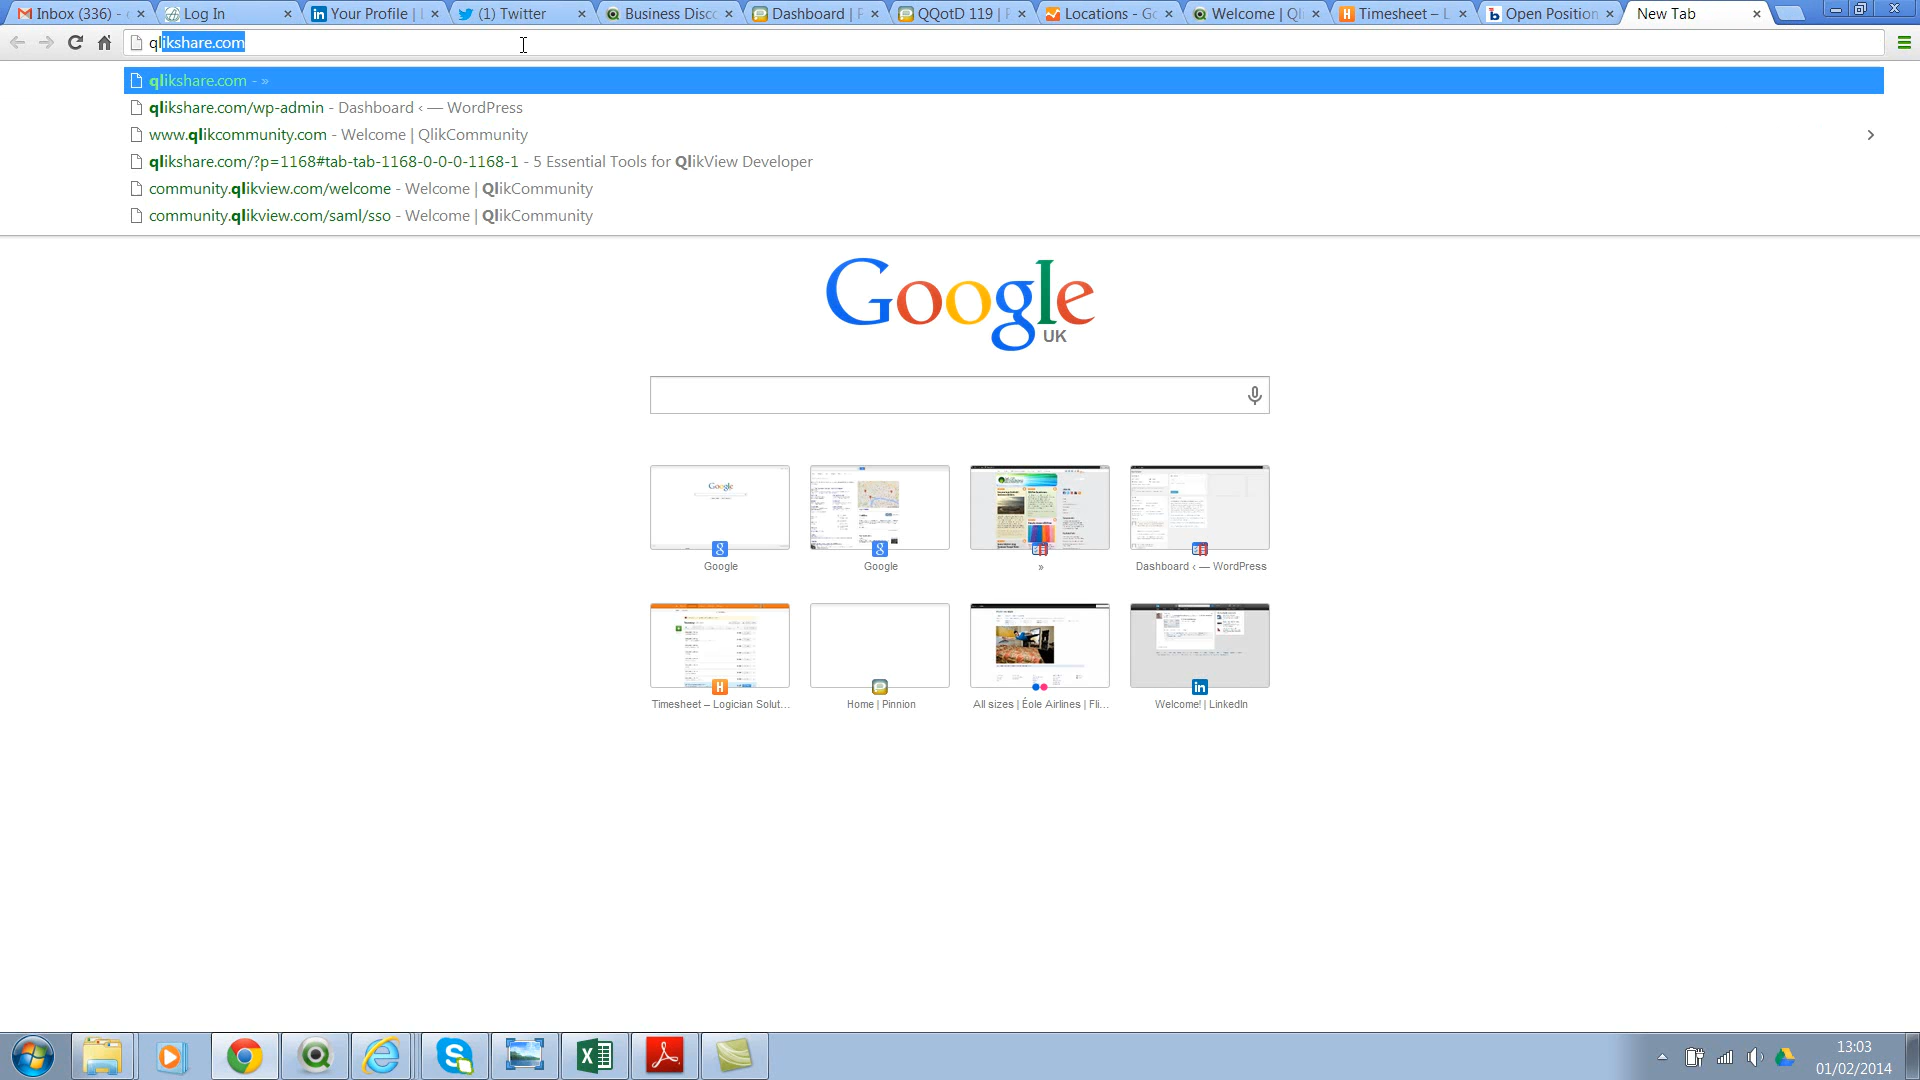 Inbox (336) -
Log In
Your Profile |
(1) Twitter
Business Disc
Dashboard |
QQotD 119 |
Locations - Go
Welcome | Ql
Timesheet –
Open Position
New Tab
qlikshare.com
qlikshare.com - »
qlikshare.com/wp-admin - Dashboard ‹ — WordPress
www.qlikcommunity.com - Welcome | QlikCommunity
qlikshare.com/?p=1168#tab-tab-1168-0-0-0-1168-1 - 5 Essential Tools for QlikView Developer
community.qlikview.com/welcome - Welcome | QlikCommunity
community.qlikview.com/saml/sso - Welcome | QlikCommunity
Google
UK
Google
Google
Google
»
Dashboard ‹ — WordPress
Timesheet – Logician Solut...
Home | Pinnion
All sizes | Éole Airlines | Fli...
Welcome! | LinkedIn
13:03
01/02/2014